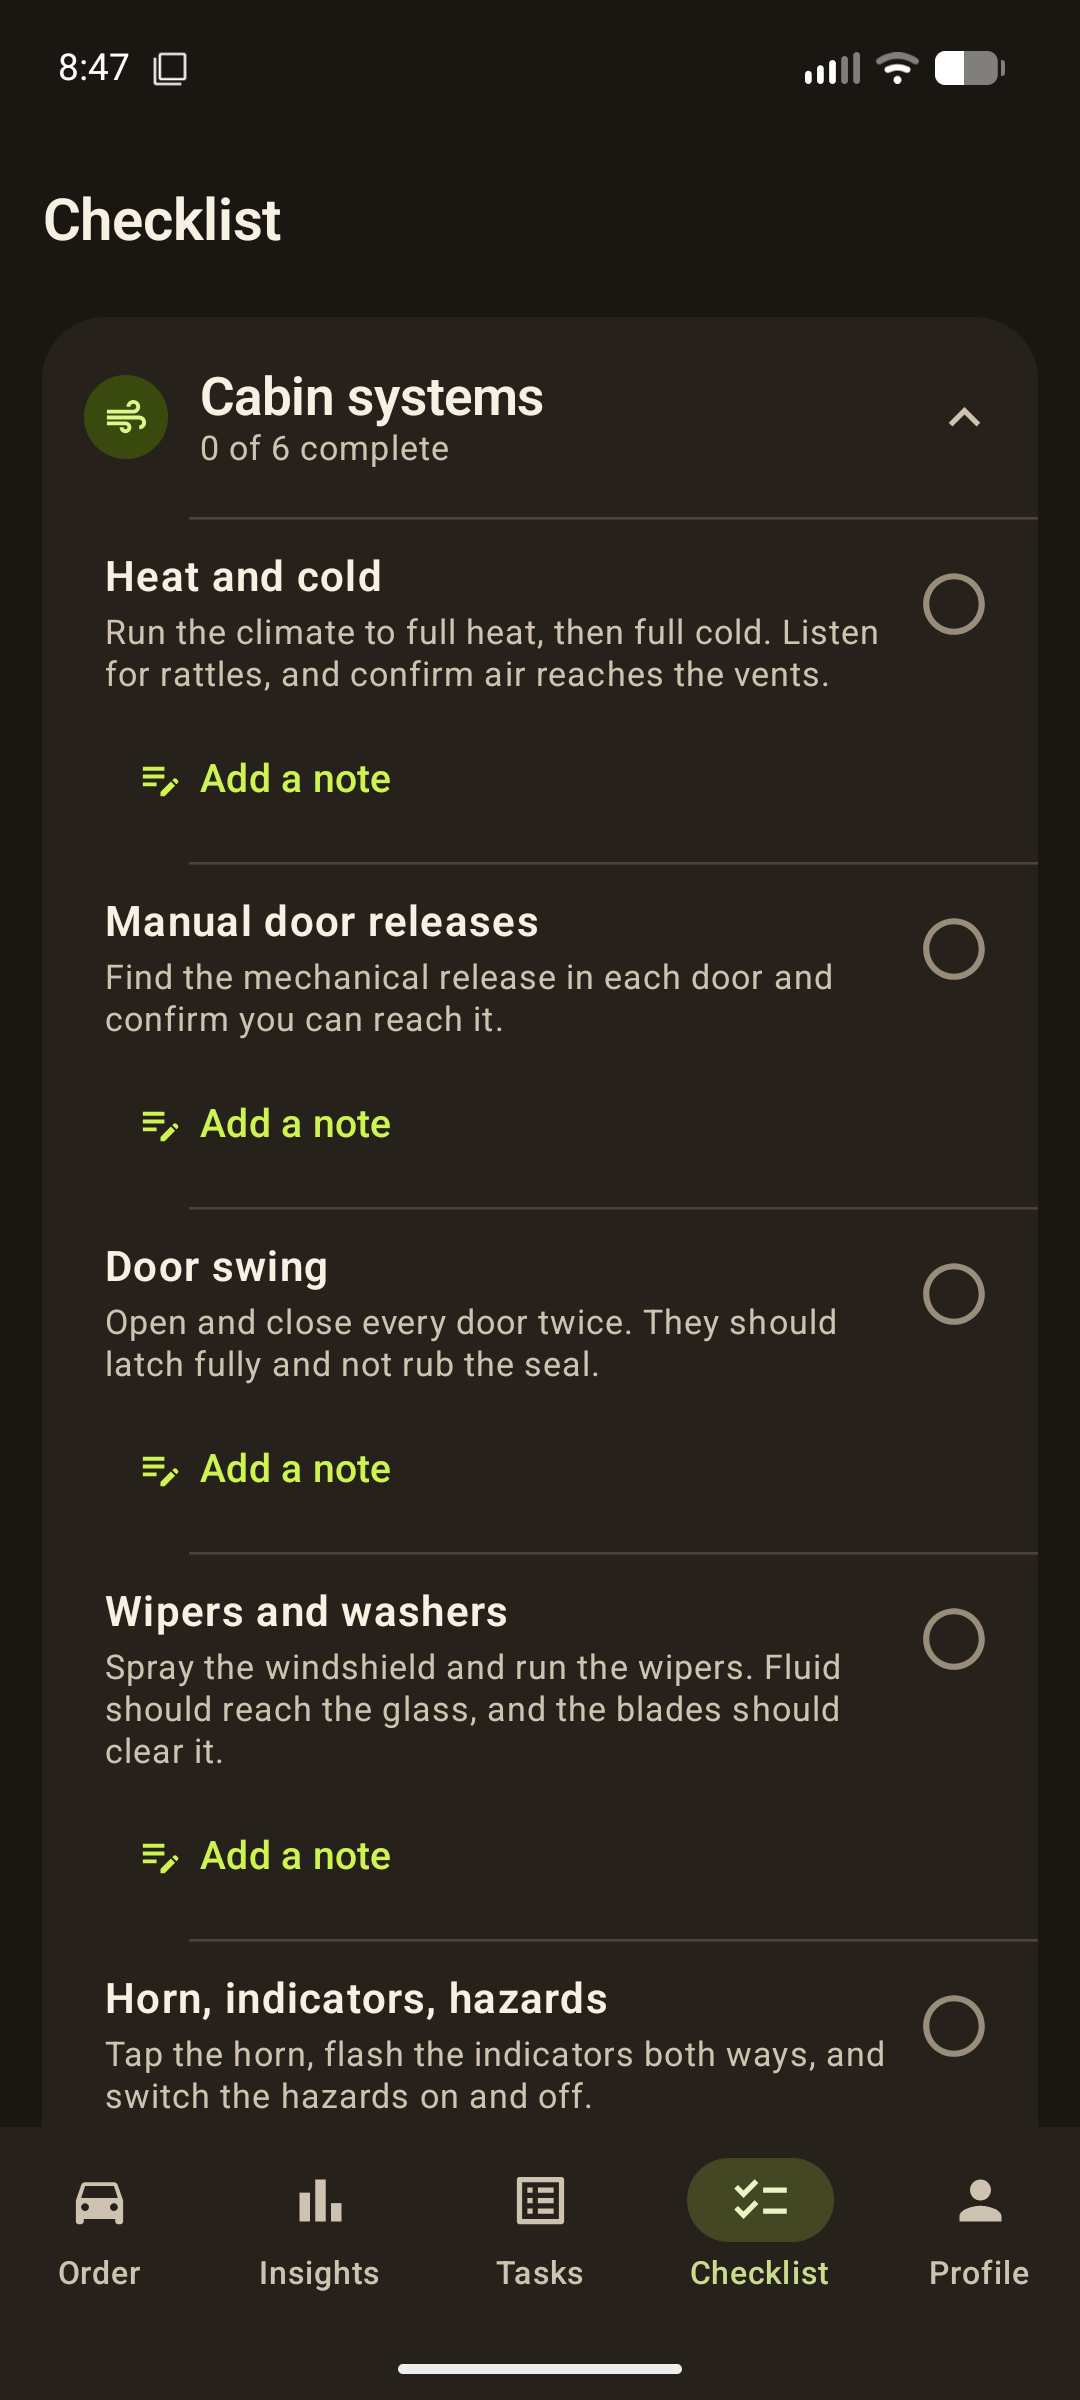 8:47
Checklist
Cabin systems
0 of 6 complete
Heat and cold
Run the climate to full heat, then full cold. Listen
for rattles, and confirm air reaches the vents.
Add a note
Manual door releases
Find the mechanical release in each door and
confirm you can reach it.
Add a note
Door swing
Open and close every door twice. They should
latch fully and not rub the seal.
Add a note
Wipers and washers
Spray the windshield and run the wipers. Fluid
should reach the glass, and the blades should
clear it.
Add a note
Horn, indicators, hazards
Tap the horn, flash the indicators both ways, and
switch the hazards on and off.
Order
Insights
Tasks
Checklist
Profile